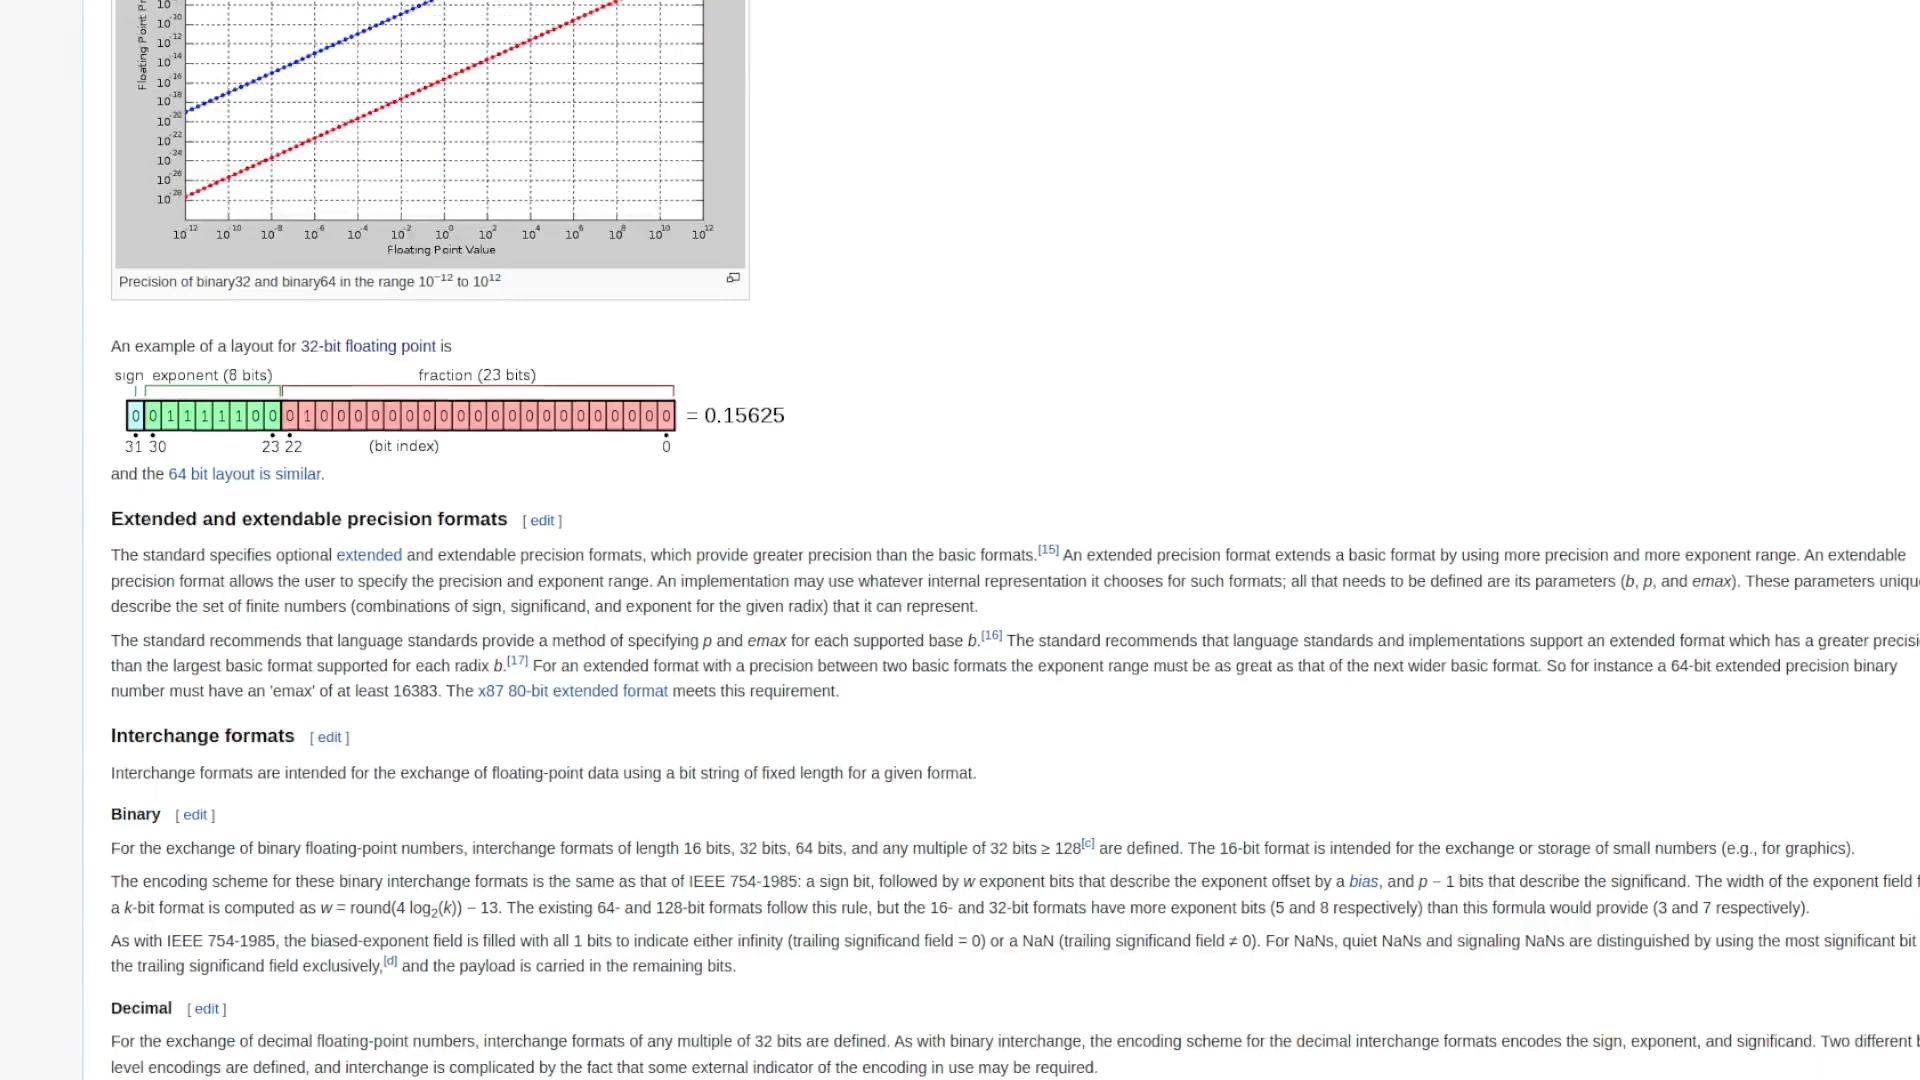 Floating Point Pr
10
10-10
10-12
10-14
10-16
10-18
10-20
10-22
10-24
10-26
10-28
10-12 10-10 10-8 10-6 10-4 10-2 100 102 104 106 108 1010 1012
Floating Point Value
Precision of binary32 and binary64 in the range 10−12 to 1012
An example of a layout for 32-bit floating point is
sign exponent (8 bits) fraction (23 bits)
0 0 1 1 1 1 1 0 0 0 1 0 0 0 0 0 0 0 0 0 0 0 0 0 0 0 0 0 0 0 0 0 = 0.15625
31 30 23 22 (bit index) 0
and the 64 bit layout is similar.
Extended and extendable precision formats [ edit ]
The standard specifies optional extended and extendable precision formats, which provide greater precision than the basic formats.[15] An extended precision format extends a basic format by using more precision and more exponent range. An extendable
precision format allows the user to specify the precision and exponent range. An implementation may use whatever internal representation it chooses for such formats; all that needs to be defined are its parameters (b, p, and emax). These parameters uniqu
describe the set of finite numbers (combinations of sign, significand, and exponent for the given radix) that it can represent.
The standard recommends that language standards provide a method of specifying p and emax for each supported base b.[16] The standard recommends that language standards and implementations support an extended format which has a greater precisi
than the largest basic format supported for each radix b.[17] For an extended format with a precision between two basic formats the exponent range must be as great as that of the next wider basic format. So for instance a 64-bit extended precision binary
number must have an 'emax' of at least 16383. The x87 80-bit extended format meets this requirement.
Interchange formats [ edit ]
Interchange formats are intended for the exchange of floating-point data using a bit string of fixed length for a given format.
Binary [ edit ]
For the exchange of binary floating-point numbers, interchange formats of length 16 bits, 32 bits, 64 bits, and any multiple of 32 bits ≥ 128[c] are defined. The 16-bit format is intended for the exchange or storage of small numbers (e.g., for graphics).
The encoding scheme for these binary interchange formats is the same as that of IEEE 754-1985: a sign bit, followed by w exponent bits that describe the exponent offset by a bias, and p − 1 bits that describe the significand. The width of the exponent field f
a k-bit format is computed as w = round(4 log2(k)) − 13. The existing 64- and 128-bit formats follow this rule, but the 16- and 32-bit formats have more exponent bits (5 and 8 respectively) than this formula would provide (3 and 7 respectively).
As with IEEE 754-1985, the biased-exponent field is filled with all 1 bits to indicate either infinity (trailing significand field = 0) or a NaN (trailing significand field ≠ 0). For NaNs, quiet NaNs and signaling NaNs are distinguished by using the most significant bit
the trailing significand field exclusively,[d] and the payload is carried in the remaining bits.
Decimal [ edit ]
For the exchange of decimal floating-point numbers, interchange formats of any multiple of 32 bits are defined. As with binary interchange, the encoding scheme for the decimal interchange formats encodes the sign, exponent, and significand. Two different b
level encodings are defined, and interchange is complicated by the fact that some external indicator of the encoding in use may be required.